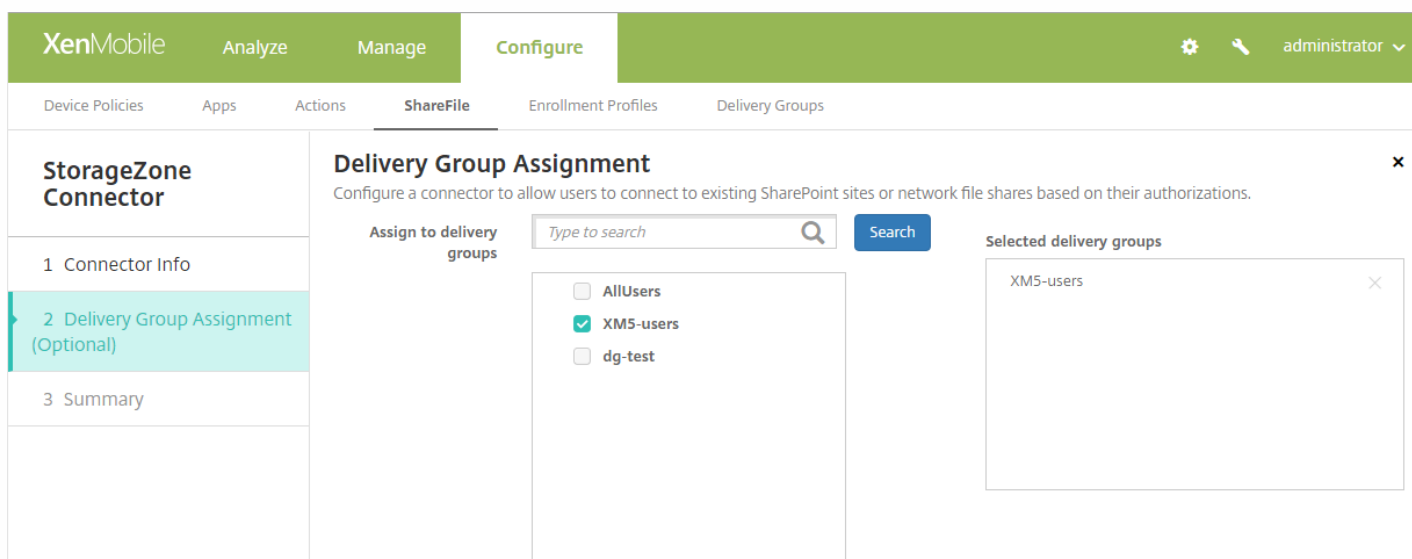 XenMobile Analyze Manage Configure administrator
Device Policies Apps Actions ShareFile Enrollment Profiles Delivery Groups
StorageZone
Connector
1 Connector Info
2 Delivery Group Assignment
(Optional)
3 Summary
Delivery Group Assignment
Configure a connector to allow users to connect to existing SharePoint sites or network file shares based on their authorizations.
Assign to delivery
groups
Type to search
Search
AllUsers
XM5-users
dg-test
Selected delivery groups
XM5-users